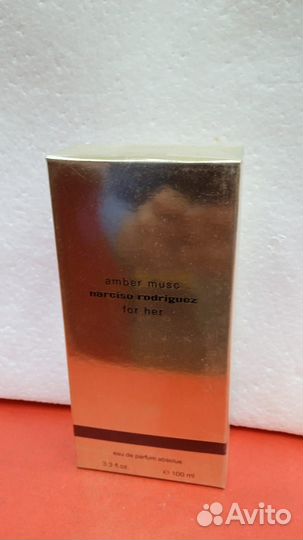 amber musc
narciso rodriguez
for her
eau de parfum absolue
3.3 fl.oz.
℮ 100 ml
Avito